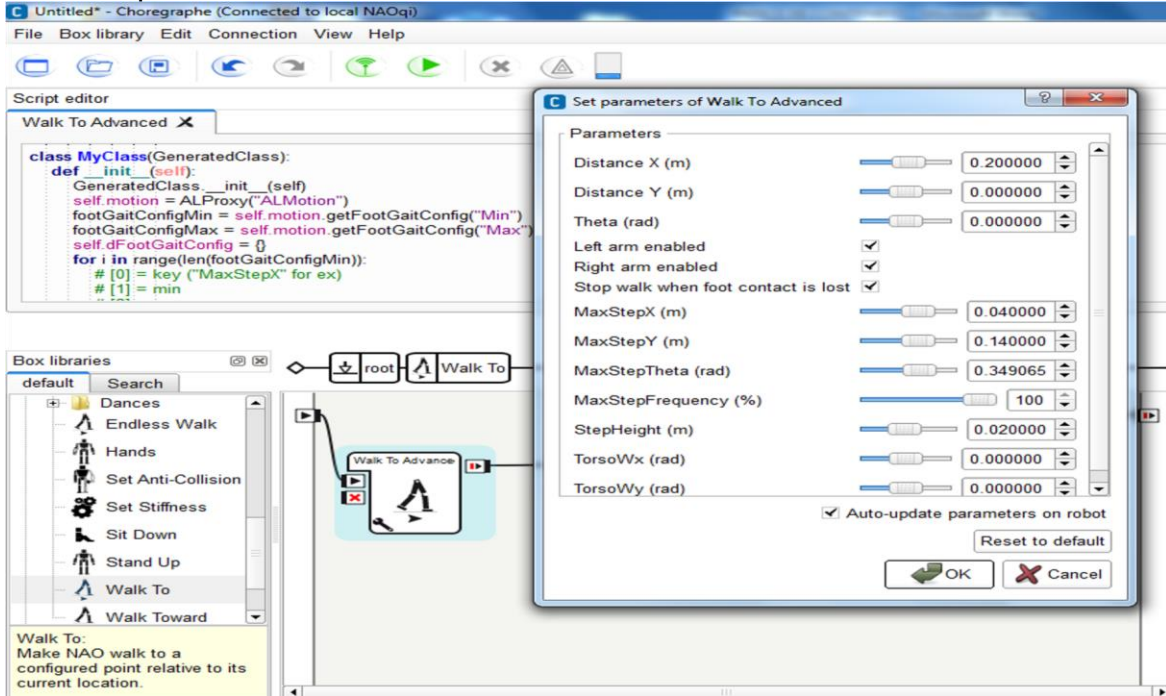 Untitled* - Choregraphe (Connected to local NAOqi)
File Box library Edit Connection View Help
Script editor
Walk To Advanced
class MyClass(GeneratedClass):
def __init__(self):
GeneratedClass.__init__(self)
self.motion = ALProxy("ALMotion")
footGaitConfigMin = self.motion.getFootGaitConfig("Min")
footGaitConfigMax = self.motion.getFootGaitConfig("Max")
self.dFootGaitConfig = {}
for i in range(len(footGaitConfigMin)):
# [0] = key ("MaxStepX" for ex)
# [1] = min
Set parameters of Walk To Advanced
Parameters
Distance X (m) 0.200000
Distance Y (m) 0.000000
Theta (rad) 0.000000
Left arm enabled
Right arm enabled
Stop walk when foot contact is lost
MaxStepX (m) 0.040000
MaxStepY (m) 0.140000
MaxStepTheta (rad) 0.349065
MaxStepFrequency (%) 100
StepHeight (m) 0.020000
TorsoWx (rad) 0.000000
TorsoWy (rad) 0.000000
Auto-update parameters on robot
Reset to default
OK Cancel
Box libraries
default Search
Dances
Endless Walk
Hands
Set Anti-Collision
Set Stiffness
Sit Down
Stand Up
Walk To
Walk Toward
Walk To:
Make NAO walk to a
configured point relative to its
current location.
root Walk To
Walk To Advance